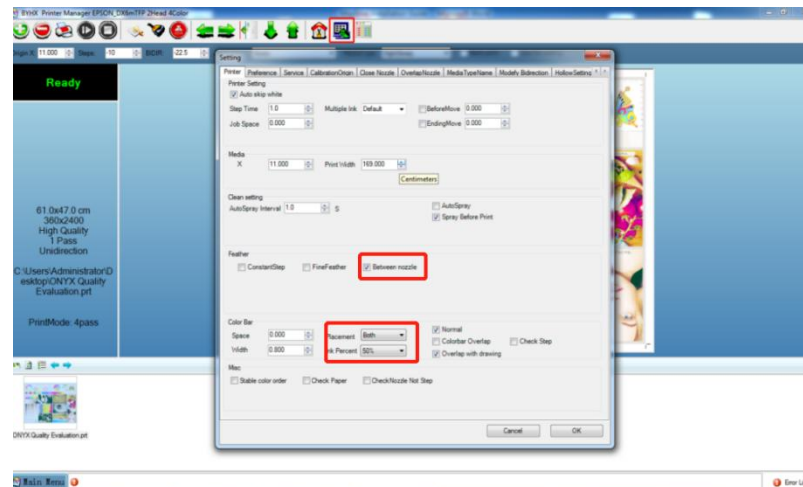 BYHX Printer Manager EPSON_DX8mTFP 2Head 4Color
Origin X: 11.000 Steps: -10 BIDIR: -22.5
Ready
61.0x47.0 cm
360x2400
High Quality
1 Pass
Unidirection
C:\Users\Administrator\D
esktop\ONYX Quality
Evaluation.prt
PrintMode: 4pass
Setting
Printer Preference Service CalibrationOrigin Close Nozzle OverlapNozzle MediaTypeName Modefy Bidirection HollowSetting
Printer Setting
Auto skip white
Step Time 1.0 Multiple Ink Default BeforeMove 0.000
Job Space 0.000 EndingMove 0.000
Media
X 11.000 Print Width 169.000
Centimeters
Clean setting
AutoSpray Interval 1.0 S AutoSpray
Spray Before Print
Feather
ConstantStep FineFeather Between nozzle
Color Bar
Space 0.000 Placement Both Normal
Colorbar Overlap Check Step
Width 0.800 Ink Percent 50% Overlap with drawing
Misc
Stable color order Check Paper CheckNozzle Not Step
Cancel OK
ONYX Quality Evaluation.prt
Main Menu